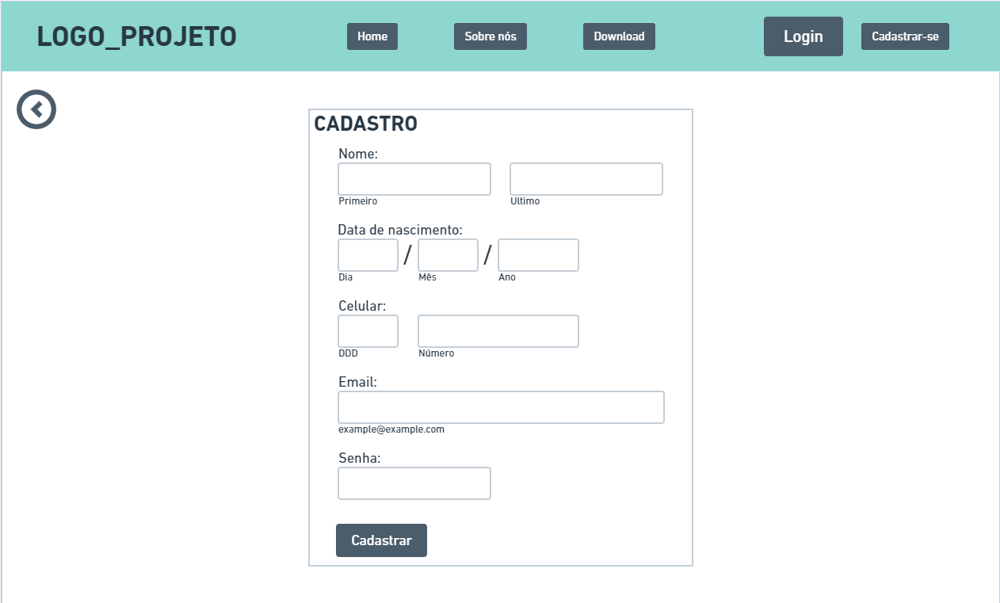 LOGO_PROJETO Home Sobre nós Download Login Cadastrar-se
CADASTRO
Nome:
Primeiro Ultimo
Data de nascimento:
/ /
Dia Mês Ano
Celular:
DDD Número
Email:
example@example.com
Senha:
Cadastrar